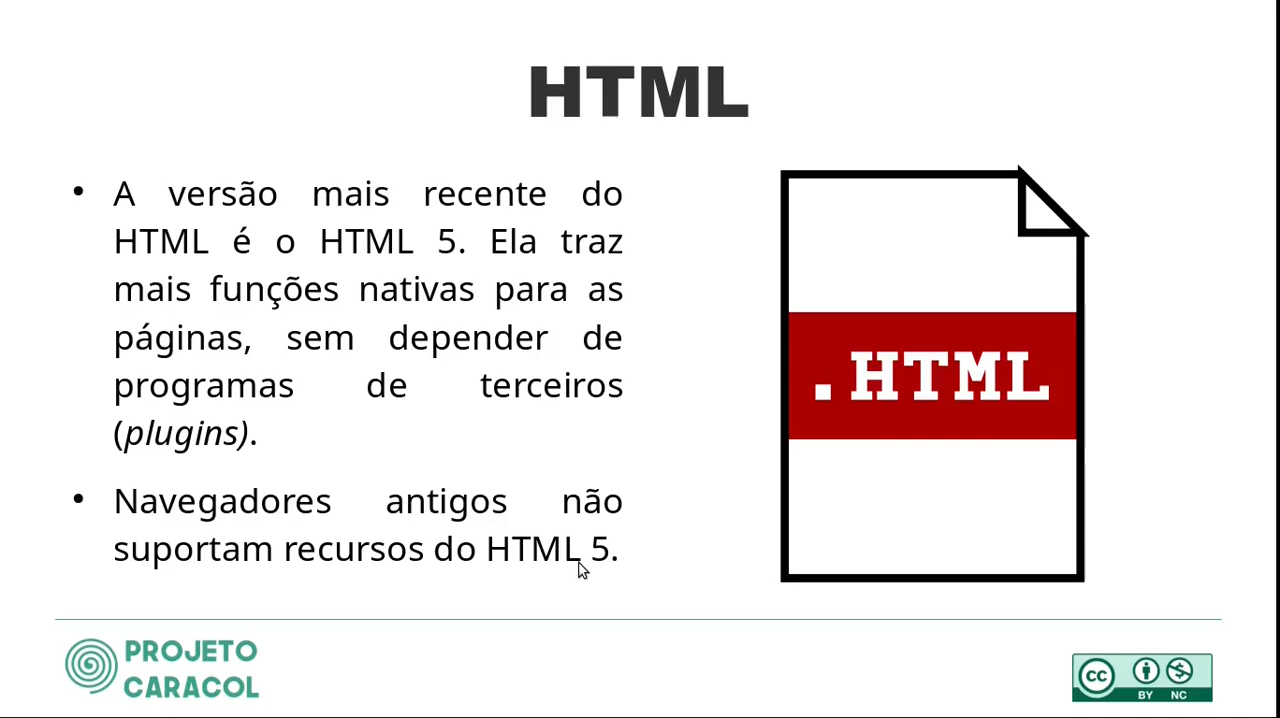 HTML
• A versão mais recente do
HTML é o HTML 5. Ela traz
mais funções nativas para as
páginas, sem depender de
programas de terceiros
(plugins).
• Navegadores antigos não
suportam recursos do HTML 5.
.HTML
PROJETO
CARACOL
CC
BY NC